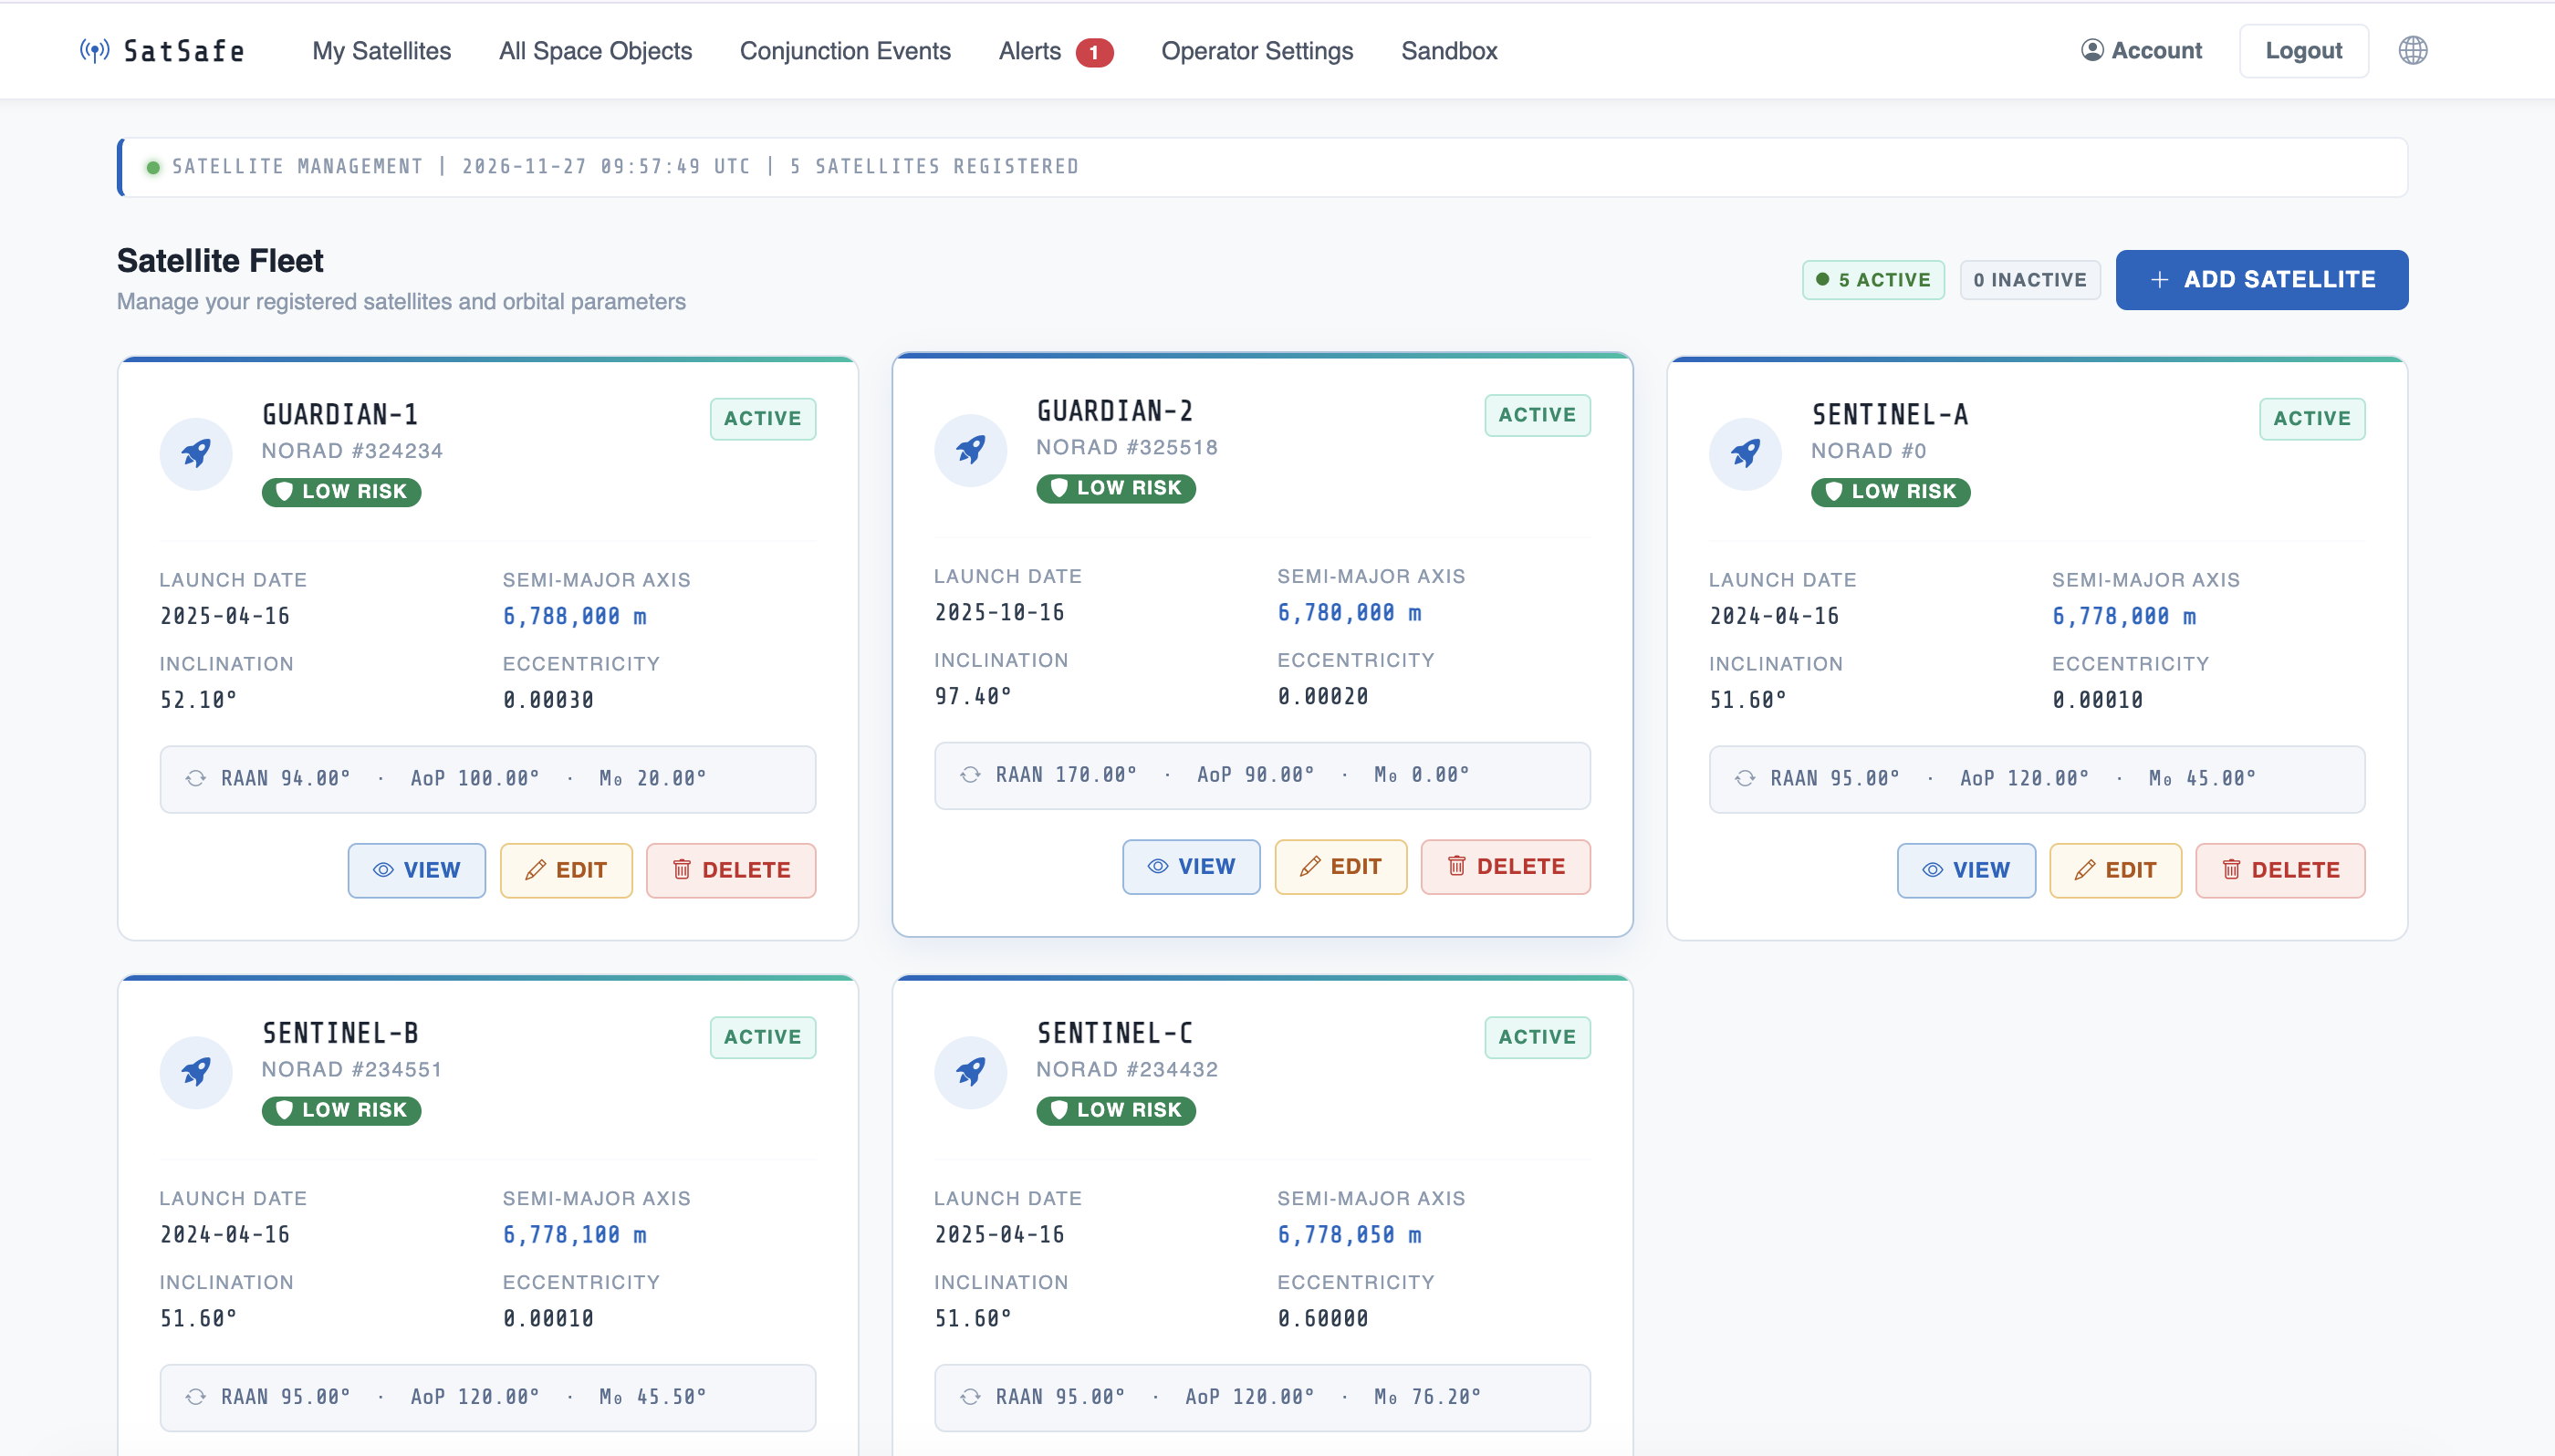 SatSafe My Satellites All Space Objects Conjunction Events Alerts 1 Operator Settings Sandbox Account Logout
SATELLITE MANAGEMENT | 2026-11-27 09:57:49 UTC | 5 SATELLITES REGISTERED
Satellite Fleet
Manage your registered satellites and orbital parameters
5 ACTIVE 0 INACTIVE + ADD SATELLITE
GUARDIAN-1 ACTIVE
NORAD #324234
LOW RISK
LAUNCH DATE SEMI-MAJOR AXIS
2025-04-16 6,788,000 m
INCLINATION ECCENTRICITY
52.10° 0.00030
RAAN 94.00° · AoP 100.00° · M₀ 20.00°
VIEW EDIT DELETE
GUARDIAN-2 ACTIVE
NORAD #325518
LOW RISK
LAUNCH DATE SEMI-MAJOR AXIS
2025-10-16 6,780,000 m
INCLINATION ECCENTRICITY
97.40° 0.00020
RAAN 170.00° · AoP 90.00° · M₀ 0.00°
VIEW EDIT DELETE
SENTINEL-A ACTIVE
NORAD #0
LOW RISK
LAUNCH DATE SEMI-MAJOR AXIS
2024-04-16 6,778,000 m
INCLINATION ECCENTRICITY
51.60° 0.00010
RAAN 95.00° · AoP 120.00° · M₀ 45.00°
VIEW EDIT DELETE
SENTINEL-B ACTIVE
NORAD #234551
LOW RISK
LAUNCH DATE SEMI-MAJOR AXIS
2024-04-16 6,778,100 m
INCLINATION ECCENTRICITY
51.60° 0.00010
RAAN 95.00° · AoP 120.00° · M₀ 45.50°
SENTINEL-C ACTIVE
NORAD #234432
LOW RISK
LAUNCH DATE SEMI-MAJOR AXIS
2025-04-16 6,778,050 m
INCLINATION ECCENTRICITY
51.60° 0.60000
RAAN 95.00° · AoP 120.00° · M₀ 76.20°